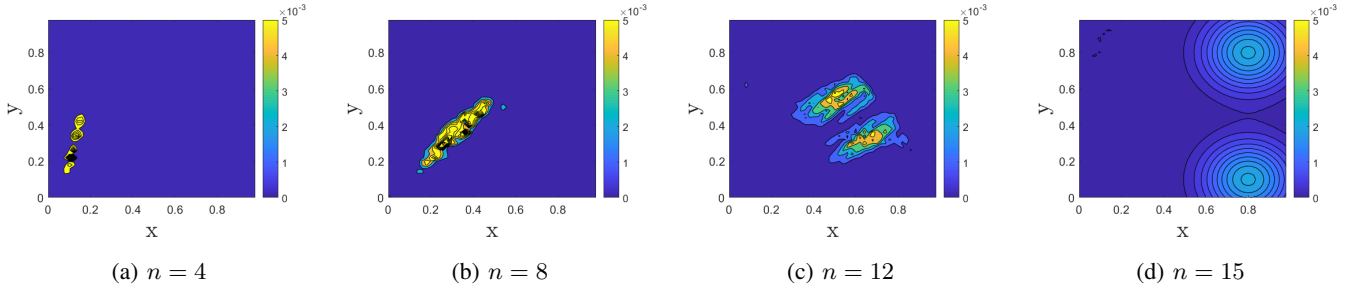 ×10⁻³ ×10⁻³ ×10⁻³ ×10⁻³
5 5 5 5
0.8 0.8 0.8 0.8
4 4 4 4
0.6 0.6 0.6 0.6
3 3 3 3
y y y y
0.4 0.4 0.4 0.4
2 2 2 2
0.2 0.2 0.2 0.2
1 1 1 1
0 0 0 0 0 0 0 0
0 0.2 0.4 0.6 0.8 0 0.2 0.4 0.6 0.8 0 0.2 0.4 0.6 0.8 0 0.2 0.4 0.6 0.8
x x x x
(a) n = 4 (b) n = 8 (c) n = 12 (d) n = 15